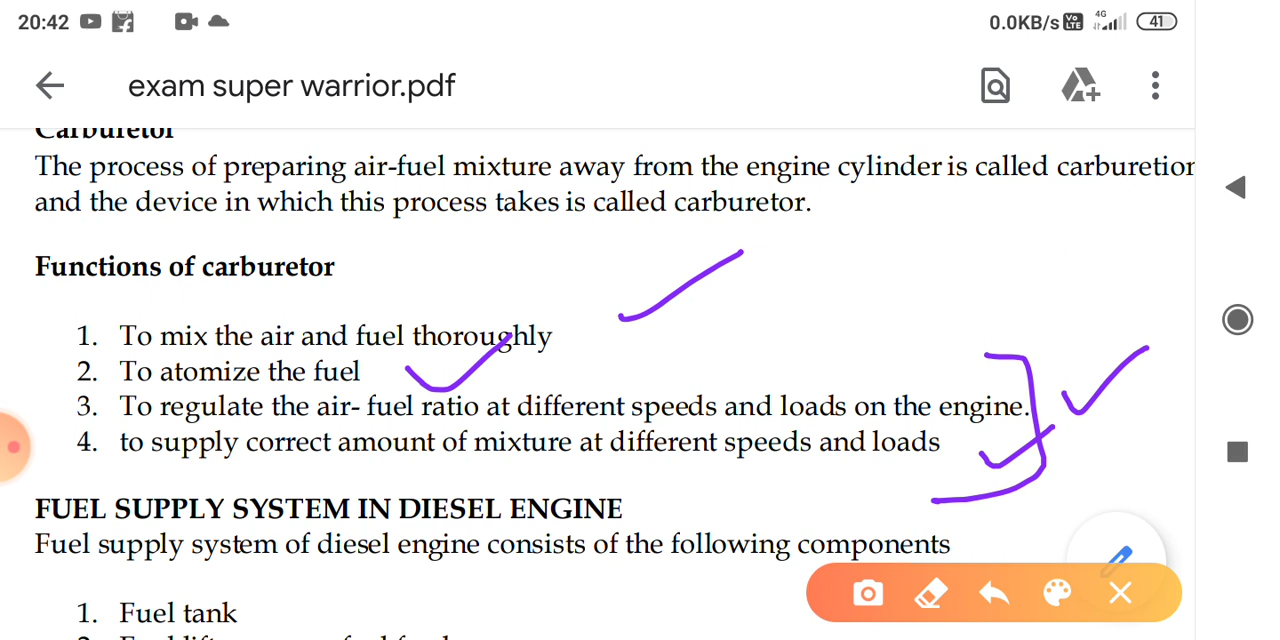 20:42
0.0KB/s Vo LTE 4G 41
exam super warrior.pdf
Carburetor
The process of preparing air-fuel mixture away from the engine cylinder is called carburetion
and the device in which this process takes is called carburetor.
Functions of carburetor
1. To mix the air and fuel thoroughly
2. To atomize the fuel
3. To regulate the air- fuel ratio at different speeds and loads on the engine.
4. to supply correct amount of mixture at different speeds and loads
FUEL SUPPLY SYSTEM IN DIESEL ENGINE
Fuel supply system of diesel engine consists of the following components
1. Fuel tank